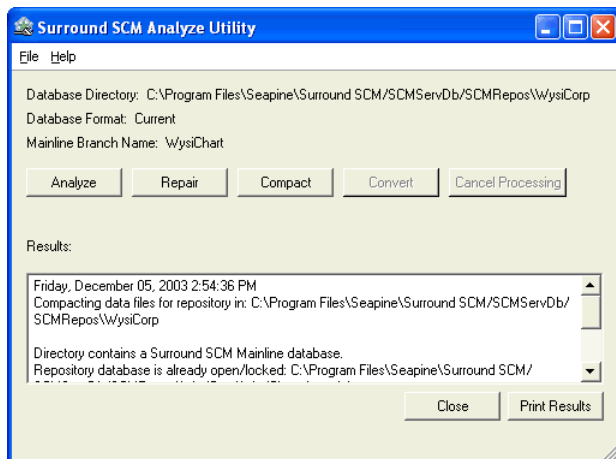 Surround SCM Analyze Utility
File Help
Database Directory: C:\Program Files\Seapine\Surround SCM/SCMServDb/SCMRepos\WysiCorp
Database Format: Current
Mainline Branch Name: WysiChart
Analyze Repair Compact Convert Cancel Processing
Results:
Friday, December 05, 2003 2:54:36 PM
Compacting data files for repository in: C:\Program Files\Seapine\Surround SCM/SCMServDb/
SCMRepos\WysiCorp
Directory contains a Surround SCM Mainline database.
Repository database is already open/locked: C:\Program Files\Seapine\Surround SCM/
Close Print Results